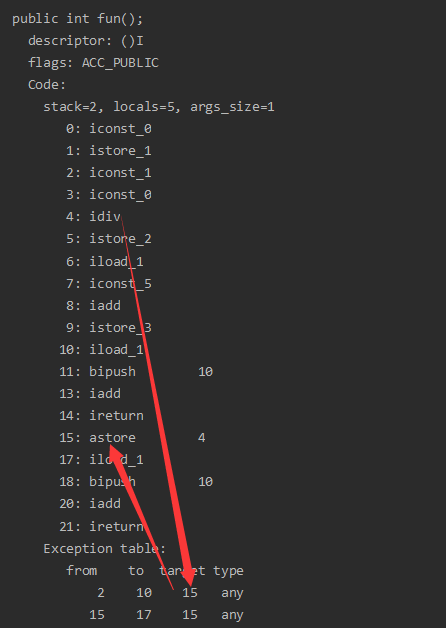 public int fun();
descriptor: ()I
flags: ACC_PUBLIC
Code:
stack=2, locals=5, args_size=1
0: iconst_0
1: istore_1
2: iconst_1
3: iconst_0
4: idiv
5: istore_2
6: iload_1
7: iconst_5
8: iadd
9: istore_3
10: iload_1
11: bipush 10
13: iadd
14: ireturn
15: astore 4
17: iload_1
18: bipush 10
20: iadd
21: ireturn
Exception table:
from to target type
2 10 15 any
15 17 15 any